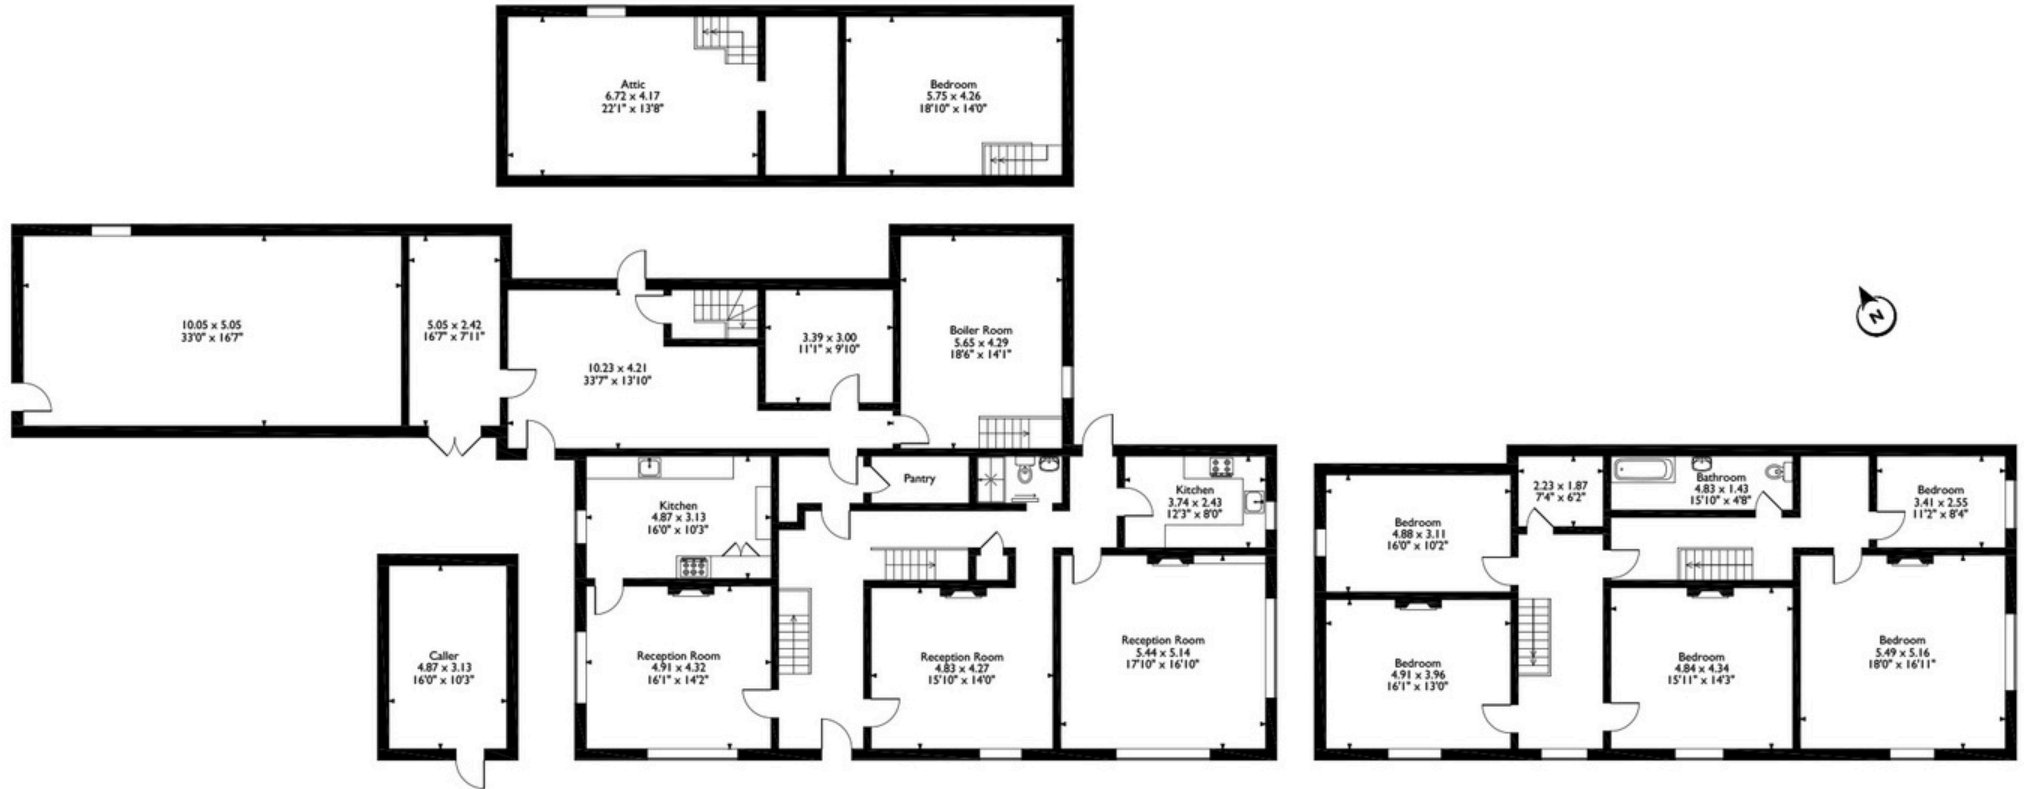 Attic
6.72 x 4.17
22'1" x 13'8"
Bedroom
5.75 x 4.26
18'10" x 14'0"
10.05 x 5.05
33'0" x 16'7"
5.05 x 2.42
16'7" x 7'11"
10.23 x 4.21
33'7" x 13'10"
3.39 x 3.00
11'1" x 9'10"
Boiler Room
5.65 x 4.29
18'6" x 14'1"
N
Kitchen
4.87 x 3.13
16'0" x 10'3"
Pantry
Kitchen
3.74 x 2.43
12'3" x 8'0"
Caller
4.87 x 3.13
16'0" x 10'3"
Reception Room
4.91 x 4.32
16'1" x 14'2"
Reception Room
4.83 x 4.27
15'10" x 14'0"
Reception Room
5.44 x 5.14
17'10" x 16'10"
Bedroom
4.88 x 3.11
16'0" x 10'2"
2.23 x 1.87
7'4" x 6'2"
Bathroom
4.83 x 1.43
15'10" x 4'8"
Bedroom
3.41 x 2.55
11'2" x 8'4"
Bedroom
4.91 x 3.96
16'1" x 13'0"
Bedroom
4.84 x 4.34
15'11" x 14'3"
Bedroom
5.49 x 5.16
18'0" x 16'11"